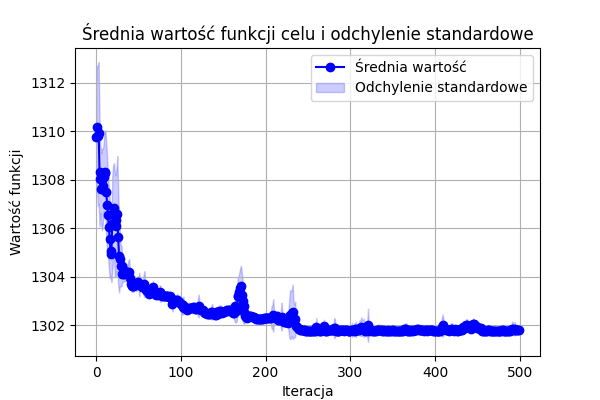 Średnia wartość funkcji celu i odchylenie standardowe
Średnia wartość
Odchylenie standardowe
Wartość funkcji
1312
1310
1308
1306
1304
1302
0 100 200 300 400 500
Iteracja